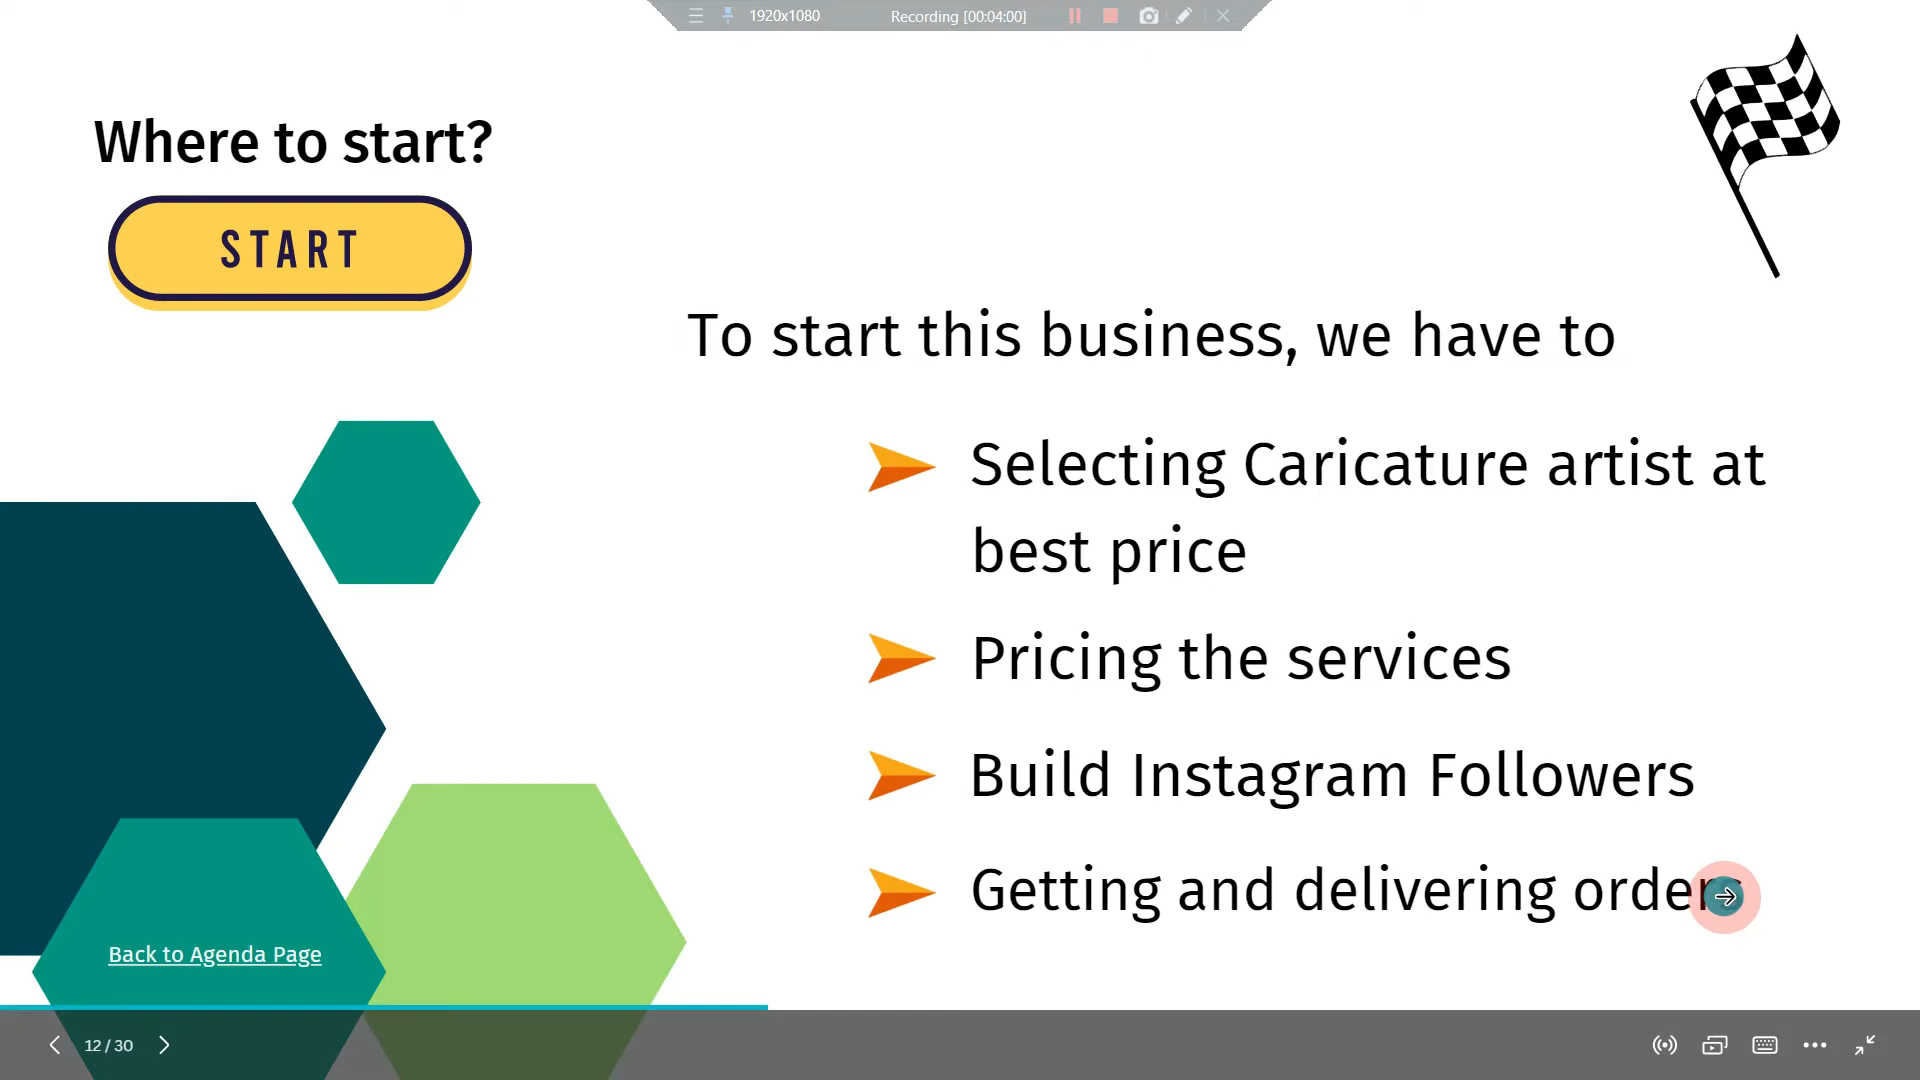 1920x1080 Recording [00:04:00]
Where to start?
START
To start this business, we have to
Selecting Caricature artist at
best price
Pricing the services
Build Instagram Followers
Getting and delivering orders
Back to Agenda Page
12 / 30